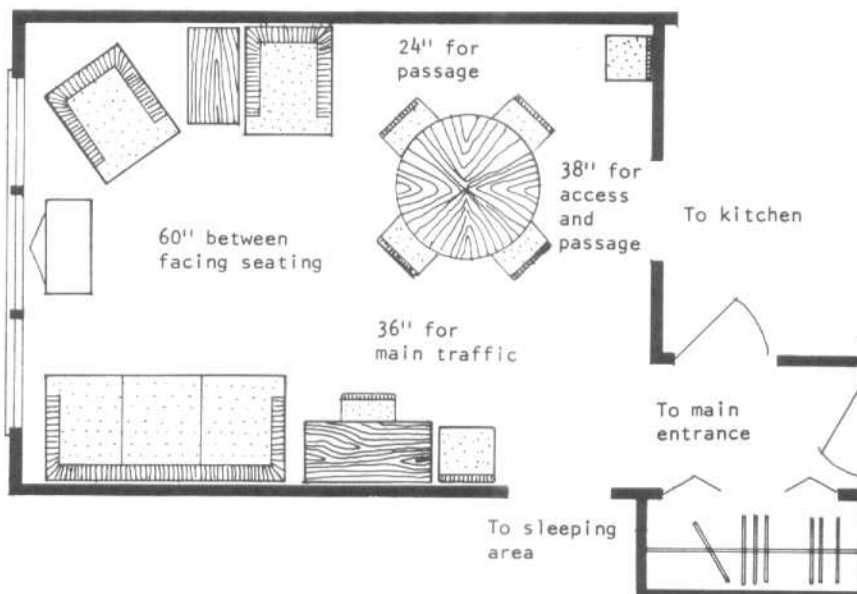 24" for
passage
38" for
access
and
passage
To kitchen
60" between
facing seating
36" for
main traffic
To main
entrance
To sleeping
area